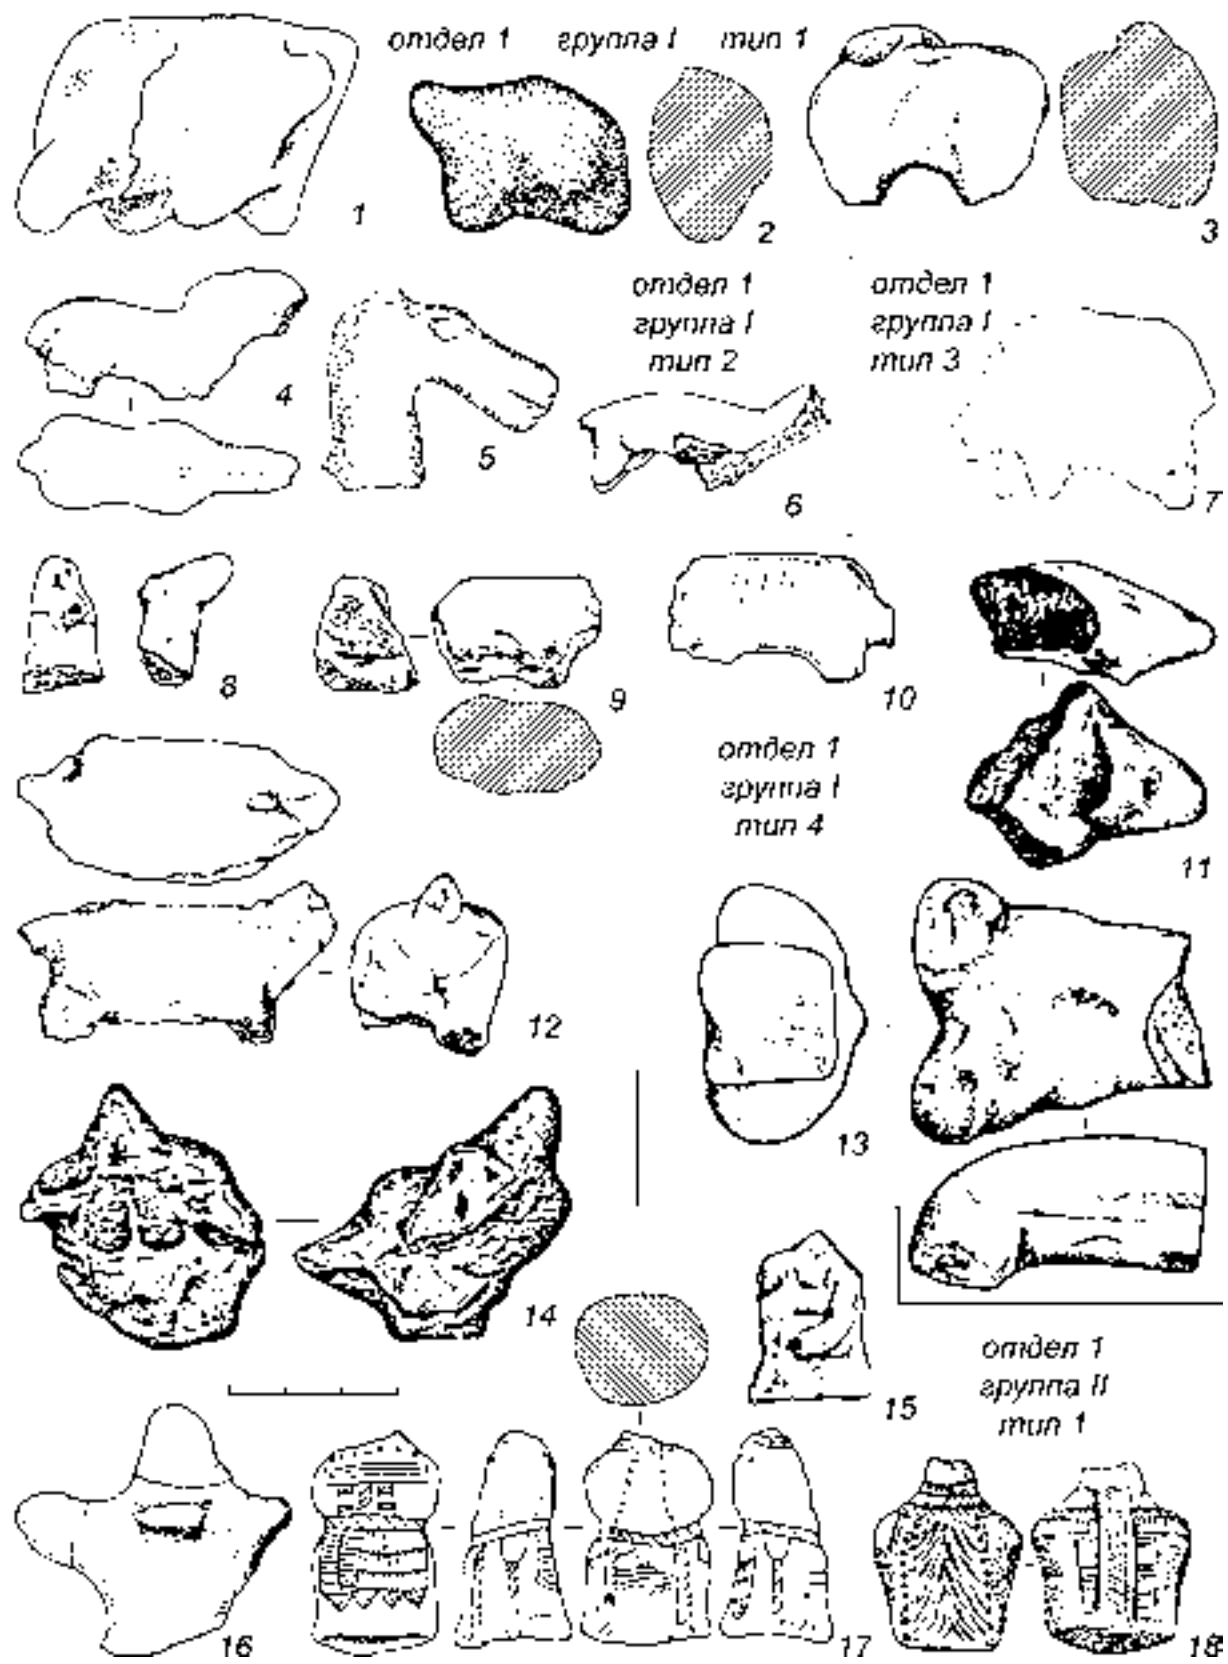 отдел 1 группа I тип 1
1
2
3
отдел 1
группа I
тип 2
отдел 1
группа I
тип 3
4
5
6
7
8
9
10
отдел 1
группа I
тип 4
11
12
13
14
15
отдел 1
группа II
тип 1
16
17
18